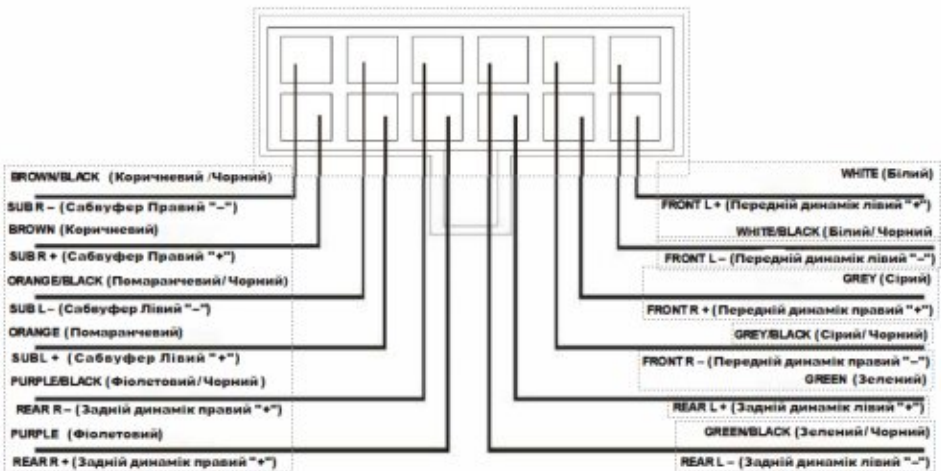 BROWN/BLACK (Коричневий /Чорний)
SUB R – (Сабвуфер Правий "–")
BROWN (Коричневий)
SUB R + (Сабвуфер Правий "+")
ORANGE/BLACK (Помаранчевий/ Чорний)
SUB L – (Сабвуфер Лівий "–")
ORANGE (Помаранчевий)
SUB L + (Сабвуфер Лівий "+")
PURPLE/BLACK (Фіолетовий/ Чорний )
REAR R – (Задній динамік правий "+")
PURPLE (Фіолетовий)
REAR R + (Задній динамік правий "+")
WHITE (Білий)
FRONT L + (Передній динамік лівий "+")
WHITE/BLACK (Білий/ Чорний
FRONT L – (Передній динамік лівий "–")
GREY (Сірий)
FRONT R + (Передній динамік правий "+")
GREY/BLACK (Сірий/ Чорний)
FRONT R – (Передній динамік правий "–")
GREEN (Зелений)
REAR L + (Задній динамік лівий "+")
GREEN/BLACK (Зелений/ Чорний)
REAR L – (Задній динамік лівий "–")